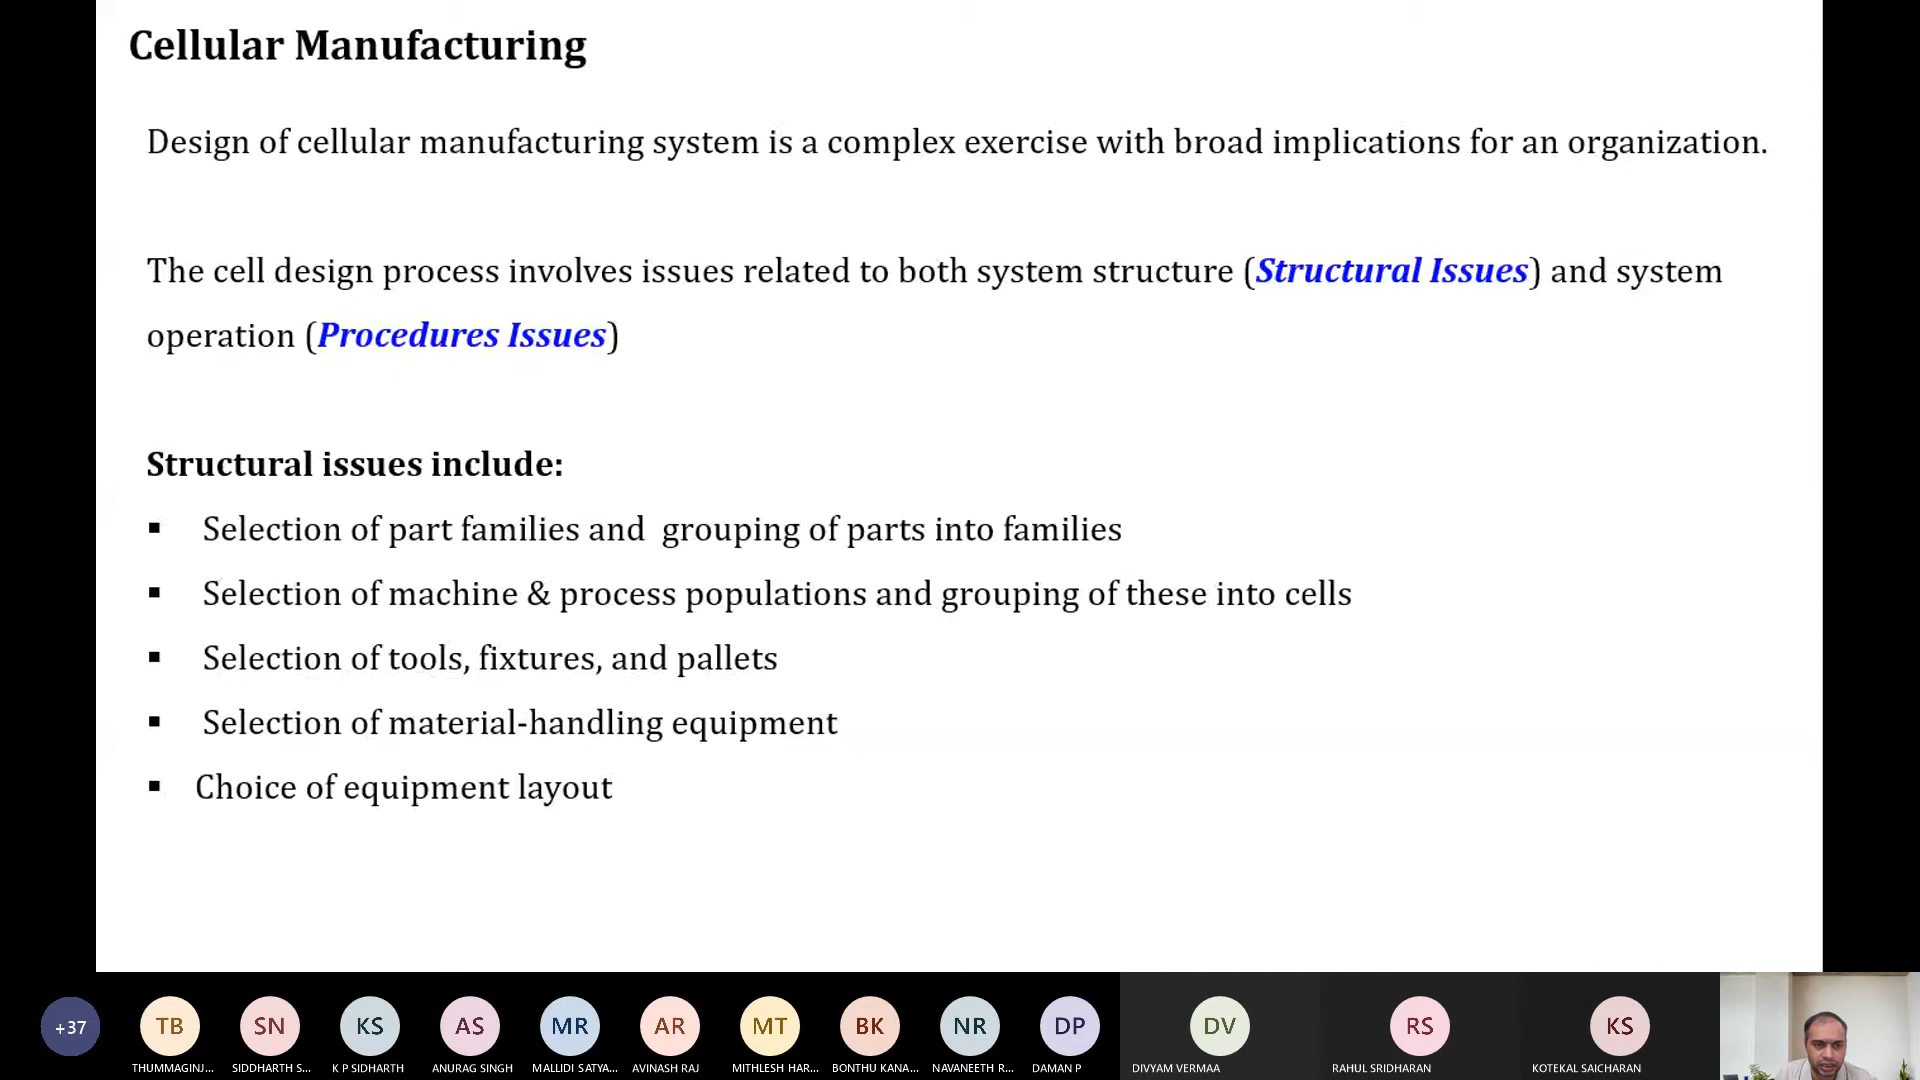 Cellular Manufacturing
Design of cellular manufacturing system is a complex exercise with broad implications for an organization.
The cell design process involves issues related to both system structure (Structural Issues) and system
operation (Procedures Issues)
Structural issues include:
▪ Selection of part families and grouping of parts into families
▪ Selection of machine & process populations and grouping of these into cells
▪ Selection of tools, fixtures, and pallets
▪ Selection of material-handling equipment
▪ Choice of equipment layout
+37 TB SN KS AS MR AR MT BK NR DP DV RS KS
THUMMAGINJ... SIDDHARTH S... K P SIDHARTH ANURAG SINGH MALLIDI SATYA... AVINASH RAJ MITHLESH HAR... BONTHU KANA... NAVANEETH R... DAMAN P DIVYAM VERMAA RAHUL SRIDHARAN KOTEKAL SAICHARAN